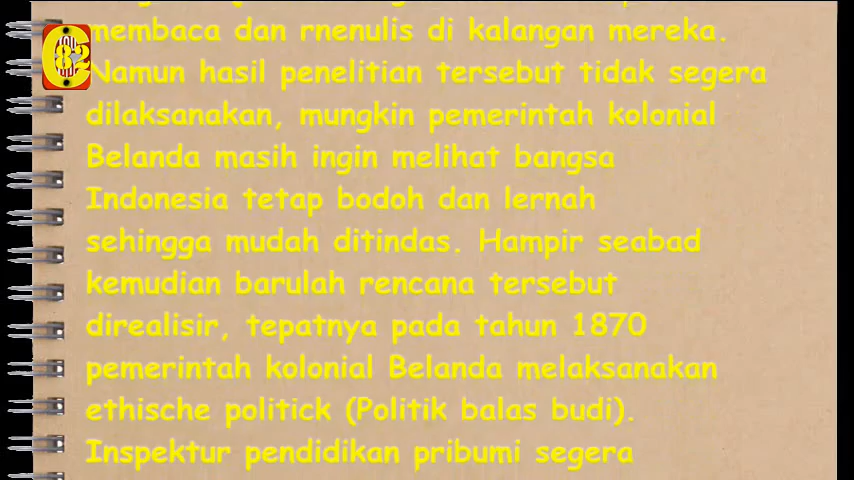 membaca dan rnenulis di kalangan mereka.
Namun hasil penelitian tersebut tidak segera
dilaksanakan, mungkin pemerintah kolonial
Belanda masih ingin melihat bangsa
Indonesia tetap bodoh dan lernah
sehingga mudah ditindas. Hampir seabad
kemudian barulah rencana tersebut
direalisir, tepatnya pada tahun 1870
pemerintah kolonial Belanda melaksanakan
ethische politick (Politik balas budi).
Inspektur pendidikan pribumi segera